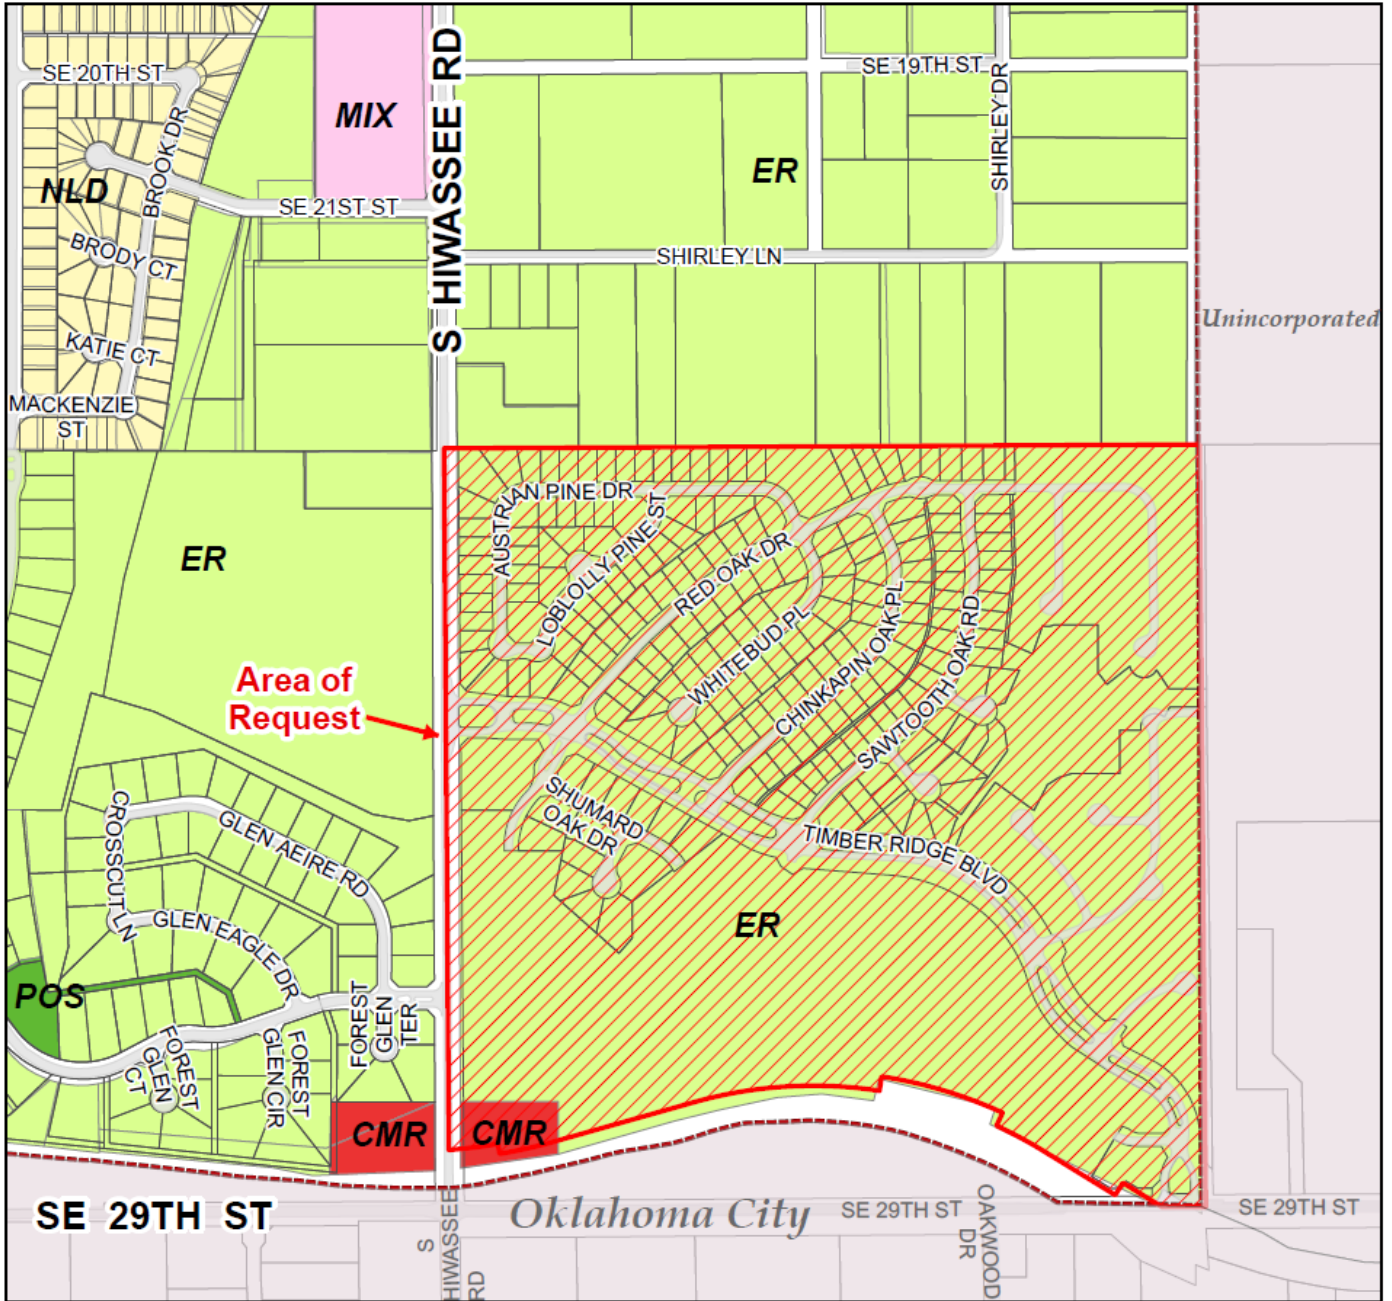 SE 20TH ST
BROOK DR
NLD
BRODY CT
KATIE CT
MACKENZIE
ST
MIX
SE 21ST ST
S HIWASSEE RD
SE 19TH ST
SHIRLEY DR
ER
SHIRLEY LN
Unincorporated
ER
Area of
Request
AUSTRIAN PINE DR
LOBLOLLY PINE ST
RED OAK DR
WHITEBUD PL
CHINKAPIN OAK PL
SAWTOOTH OAK RD
SHUMARD
OAK DR
TIMBER RIDGE BLVD
ER
CROSSCUT LN
GLEN AEIRE RD
GLEN EAGLE DR
POS
FOREST
GLEN
CT
FOREST
GLEN CIR
FOREST
GLEN
TER
CMR
CMR
SE 29TH ST
Oklahoma City
SE 29TH ST
SE 29TH ST
S
HIWASSEE
RD
OAKWOOD
DR